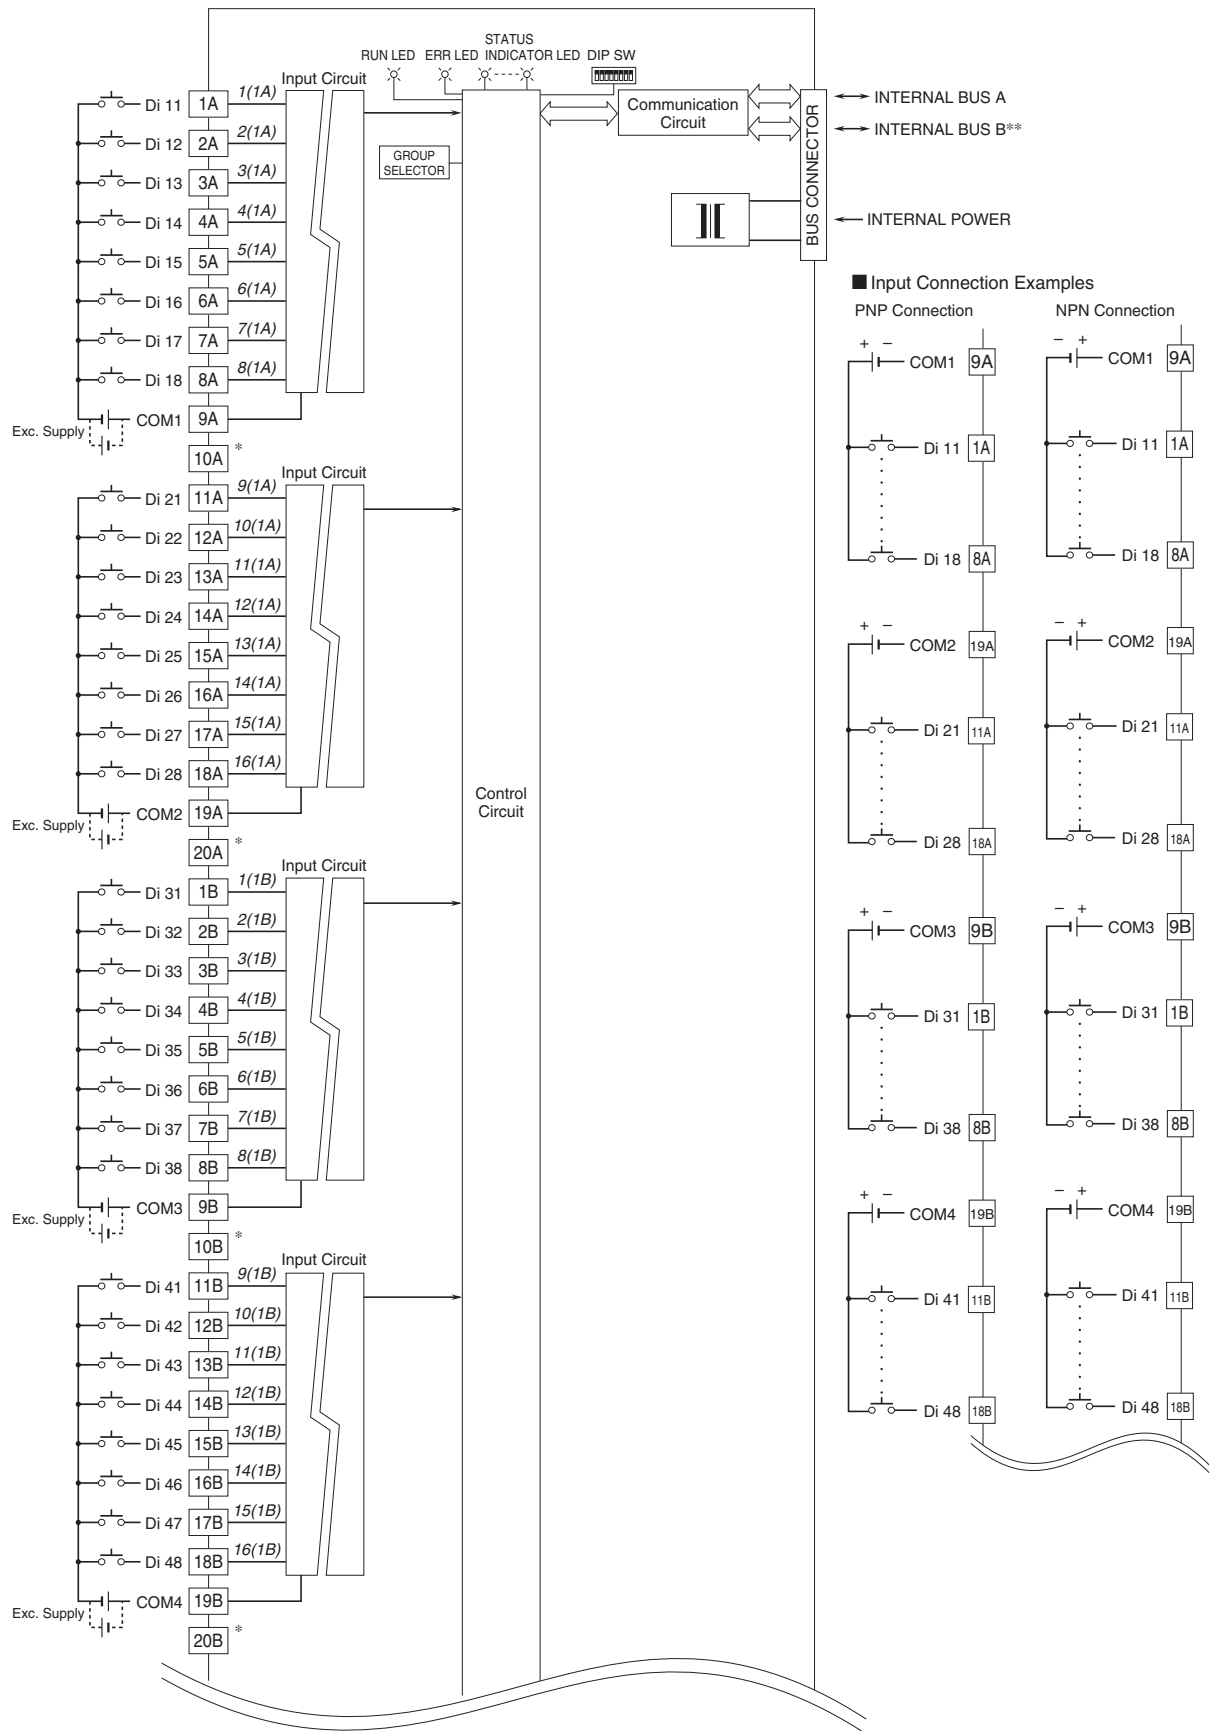 STATUS
RUN LED ERR LED INDICATOR LED DIP SW
Input Circuit
Di 11 1A 1(1A)
Di 12 2A 2(1A)
Di 13 3A 3(1A)
Di 14 4A 4(1A)
Di 15 5A 5(1A)
Di 16 6A 6(1A)
Di 17 7A 7(1A)
Di 18 8A 8(1A)
COM1 9A
Exc. Supply
10A *
Input Circuit
Di 21 11A 9(1A)
Di 22 12A 10(1A)
Di 23 13A 11(1A)
Di 24 14A 12(1A)
Di 25 15A 13(1A)
Di 26 16A 14(1A)
Di 27 17A 15(1A)
Di 28 18A 16(1A)
COM2 19A
Exc. Supply
20A *
Input Circuit
Di 31 1B 1(1B)
Di 32 2B 2(1B)
Di 33 3B 3(1B)
Di 34 4B 4(1B)
Di 35 5B 5(1B)
Di 36 6B 6(1B)
Di 37 7B 7(1B)
Di 38 8B 8(1B)
COM3 9B
Exc. Supply
10B *
Input Circuit
Di 41 11B 9(1B)
Di 42 12B 10(1B)
Di 43 13B 11(1B)
Di 44 14B 12(1B)
Di 45 15B 13(1B)
Di 46 16B 14(1B)
Di 47 17B 15(1B)
Di 48 18B 16(1B)
COM4 19B
Exc. Supply
20B *
GROUP
SELECTOR
Control
Circuit
Communication
Circuit
BUS CONNECTOR
INTERNAL BUS A
INTERNAL BUS B**
INTERNAL POWER
■ Input Connection Examples
PNP Connection
+ −
COM1 9A
Di 11 1A
Di 18 8A
+ −
COM2 19A
Di 21 11A
Di 28 18A
+ −
COM3 9B
Di 31 1B
Di 38 8B
+ −
COM4 19B
Di 41 11B
Di 48 18B
NPN Connection
− +
COM1 9A
Di 11 1A
Di 18 8A
− +
COM2 19A
Di 21 11A
Di 28 18A
− +
COM3 9B
Di 31 1B
Di 38 8B
− +
COM4 19B
Di 41 11B
Di 48 18B